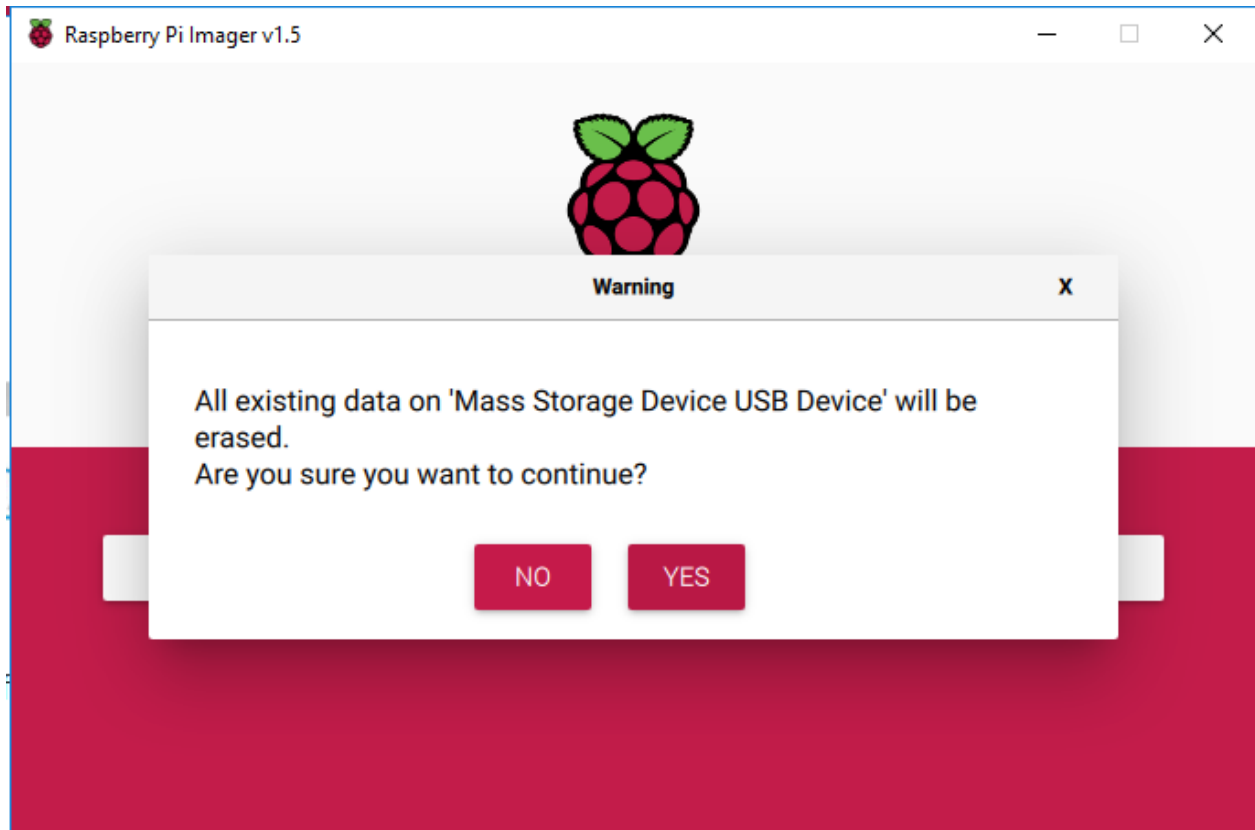 Raspberry Pi Imager v1.5
Warning
X
All existing data on 'Mass Storage Device USB Device' will be
erased.
Are you sure you want to continue?
NO YES